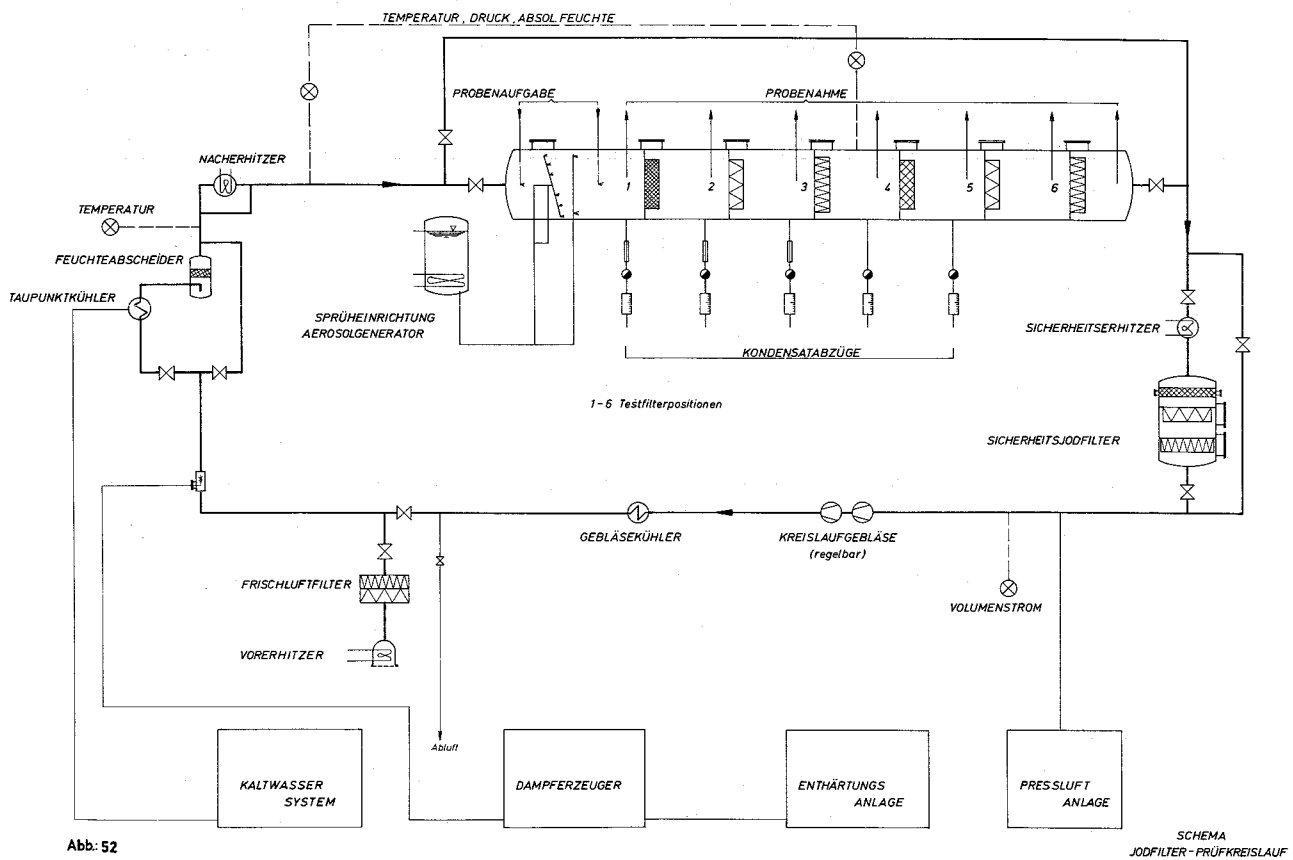 TEMPERATUR, DRUCK, ABSOL. FEUCHTE
PROBENAUFGABE
PROBENAHME
NACHERHITZER
TEMPERATUR
FEUCHTEABSCHEIDER
TAUPUNKTKÜHLER
1 2 3 4 5 6
SPRÜHEINRICHTUNG
AEROSOLGENERATOR
KONDENSATABZÜGE
SICHERHEITSERHITZER
1-6 Testfilterpositionen
SICHERHEITSJODFILTER
GEBLÄSEKÜHLER
KREISLAUFGEBLÄSE
(regelbar)
FRISCHLUFTFILTER
VOLUMENSTROM
VORERHITZER
Abluft
KALTWASSER
SYSTEM
DAMPFERZEUGER
ENTHÄRTUNGS
ANLAGE
PRESSLUFT
ANLAGE
Abb.: 52
SCHEMA
JODFILTER - PRÜFKREISLAUF